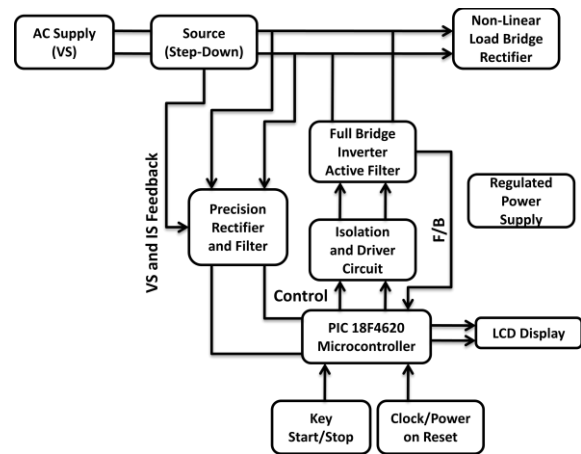 AC Supply
(VS)
Source
(Step-Down)
Non-Linear
Load Bridge
Rectifier
Full Bridge
Inverter
Active Filter
VS and IS Feedback
Precision
Rectifier
and Filter
Isolation
and Driver
Circuit
F/B
Regulated
Power
Supply
Control
PIC 18F4620
Microcontroller
LCD Display
Key
Start/Stop
Clock/Power
on Reset